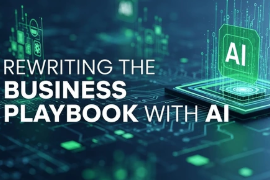 REWRITING THE
BUSINESS
PLAYBOOK WITH AI
AI